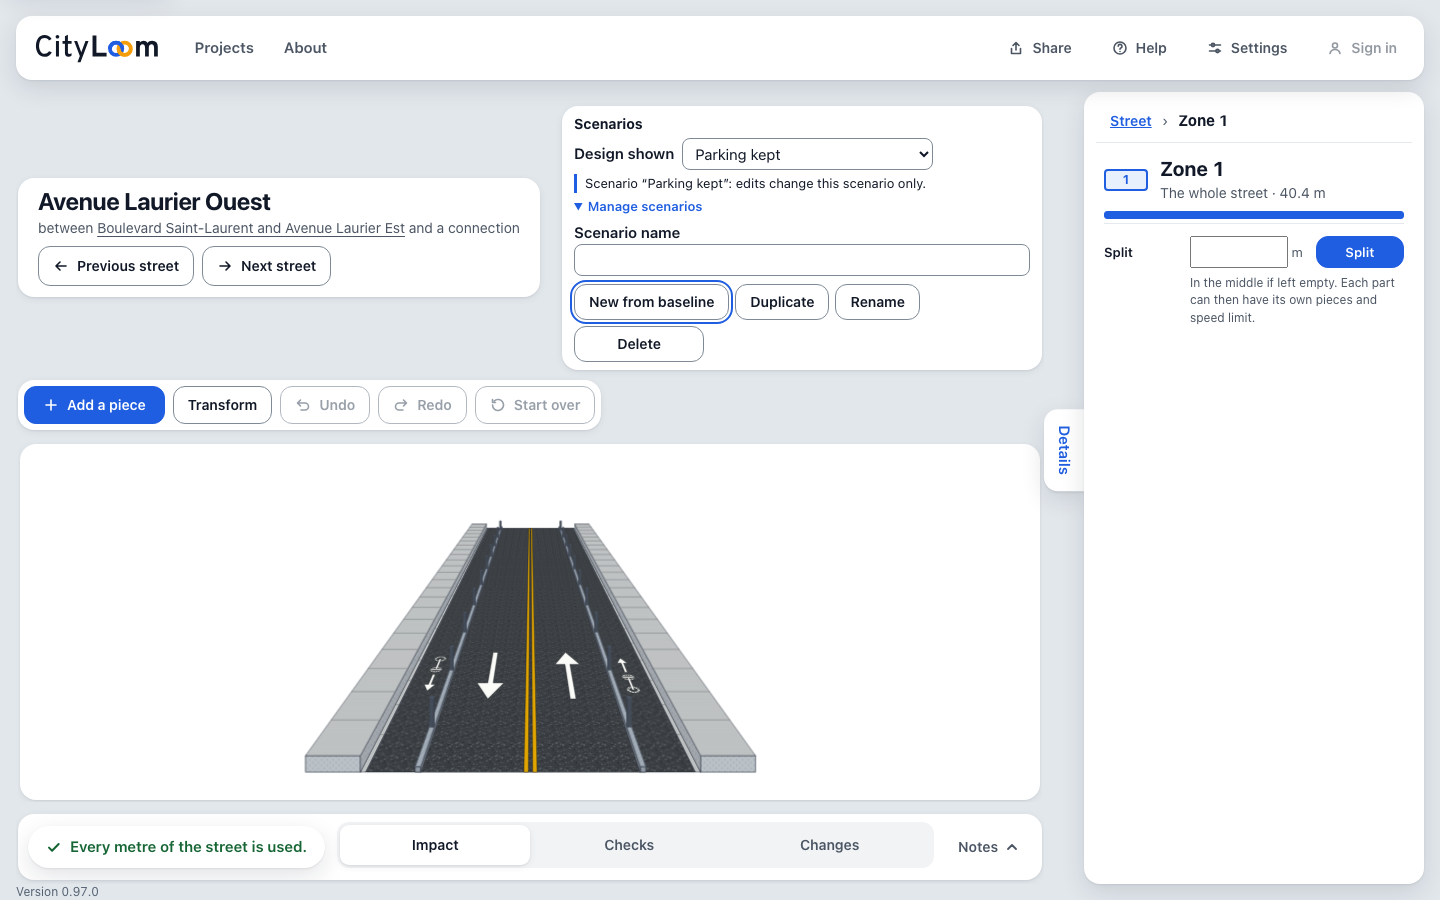 CityLoom
Projects
About
Share
Help
Settings
Sign in
Avenue Laurier Ouest
between Boulevard Saint-Laurent and Avenue Laurier Est and a connection
Previous street
Next street
Scenarios
Design shown
Parking kept
Scenario “Parking kept”: edits change this scenario only.
Manage scenarios
Scenario name
New from baseline
Duplicate
Rename
Delete
Add a piece
Transform
Undo
Redo
Start over
Details
Street › Zone 1
1
Zone 1
The whole street · 40.4 m
Split
m
Split
In the middle if left empty. Each part
can then have its own pieces and
speed limit.
Every metre of the street is used.
Impact
Checks
Changes
Notes
Version 0.97.0